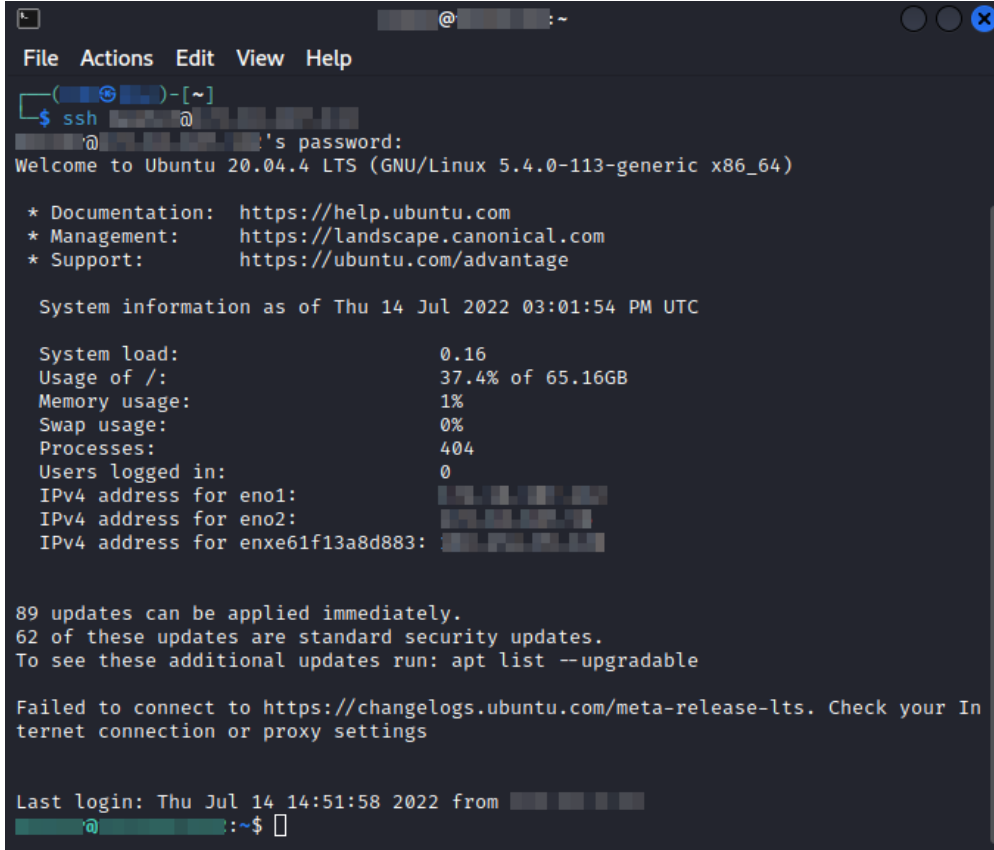 @ :~
File Actions Edit View Help
┌──( ㉿ )-[~]
└─$ ssh @
@ 's password:
Welcome to Ubuntu 20.04.4 LTS (GNU/Linux 5.4.0-113-generic x86_64)
* Documentation: https://help.ubuntu.com
* Management: https://landscape.canonical.com
* Support: https://ubuntu.com/advantage
System information as of Thu 14 Jul 2022 03:01:54 PM UTC
System load: 0.16
Usage of /: 37.4% of 65.16GB
Memory usage: 1%
Swap usage: 0%
Processes: 404
Users logged in: 0
IPv4 address for eno1:
IPv4 address for eno2:
IPv4 address for enxe61f13a8d883:
89 updates can be applied immediately.
62 of these updates are standard security updates.
To see these additional updates run: apt list --upgradable
Failed to connect to https://changelogs.ubuntu.com/meta-release-lts. Check your In
ternet connection or proxy settings
Last login: Thu Jul 14 14:51:58 2022 from
@ :~$